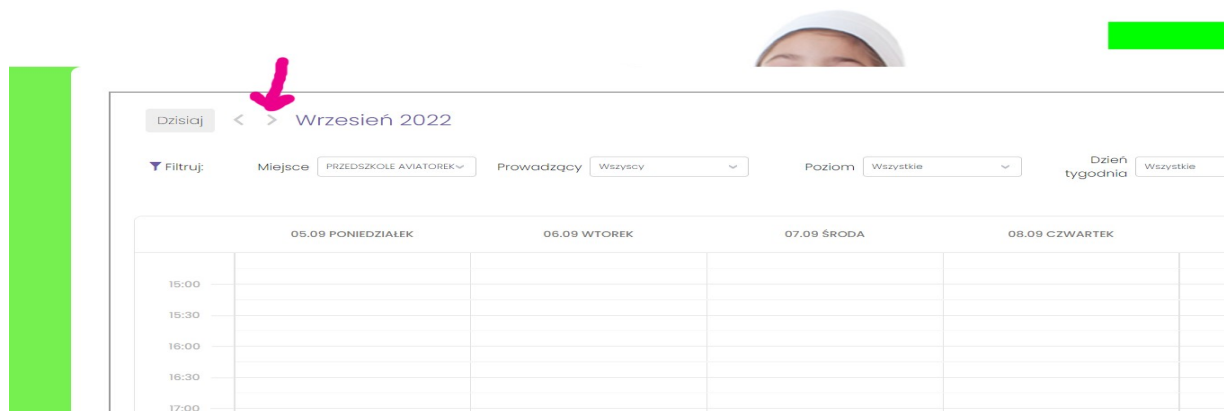 Dzisiaj < > Wrzesień 2022
Filtruj: Miejsce PRZEDSZKOLE AVIATOREK Prowadzący Wszyscy Poziom Wszystkie Dzień tygodnia Wszystkie
05.09 PONIEDZIAŁEK 06.09 WTOREK 07.09 ŚRODA 08.09 CZWARTEK
15:00
15:30
16:00
16:30
17:00